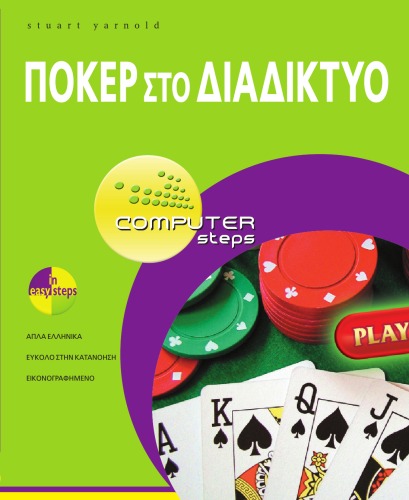 stuart yarnold
ΠΟΚΕΡ ΣΤΟ ΔΙΑΔΙΚΤΥΟ
COMPUTER
steps
in
easy steps
ΑΠΛΑ ΕΛΛΗΝΙΚΑ
ΕΥΚΟΛΟ ΣΤΗΝ ΚΑΤΑΝΟΗΣΗ
ΕΙΚΟΝΟΓΡΑΦΗΜΕΝΟ
PLAY
A
K
Q
J